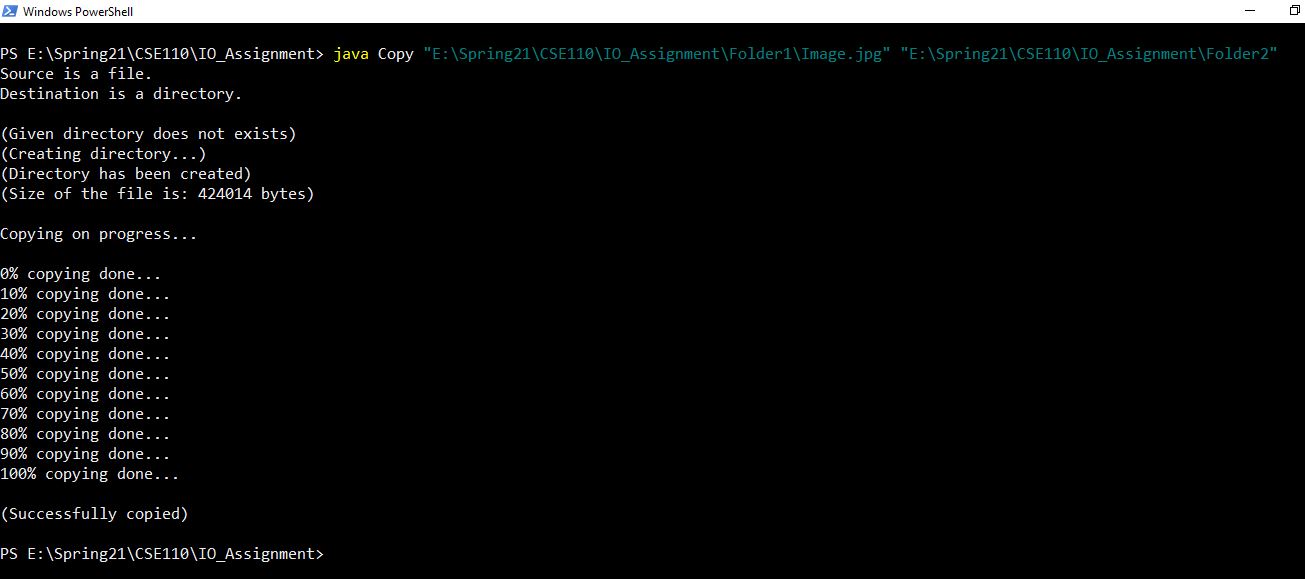 Windows PowerShell
PS E:\Spring21\CSE110\IO_Assignment> java Copy "E:\Spring21\CSE110\IO_Assignment\Folder1\Image.jpg" "E:\Spring21\CSE110\IO_Assignment\Folder2"
Source is a file.
Destination is a directory.
(Given directory does not exists)
(Creating directory...)
(Directory has been created)
(Size of the file is: 424014 bytes)
Copying on progress...
0% copying done...
10% copying done...
20% copying done...
30% copying done...
40% copying done...
50% copying done...
60% copying done...
70% copying done...
80% copying done...
90% copying done...
100% copying done...
(Successfully copied)
PS E:\Spring21\CSE110\IO_Assignment>